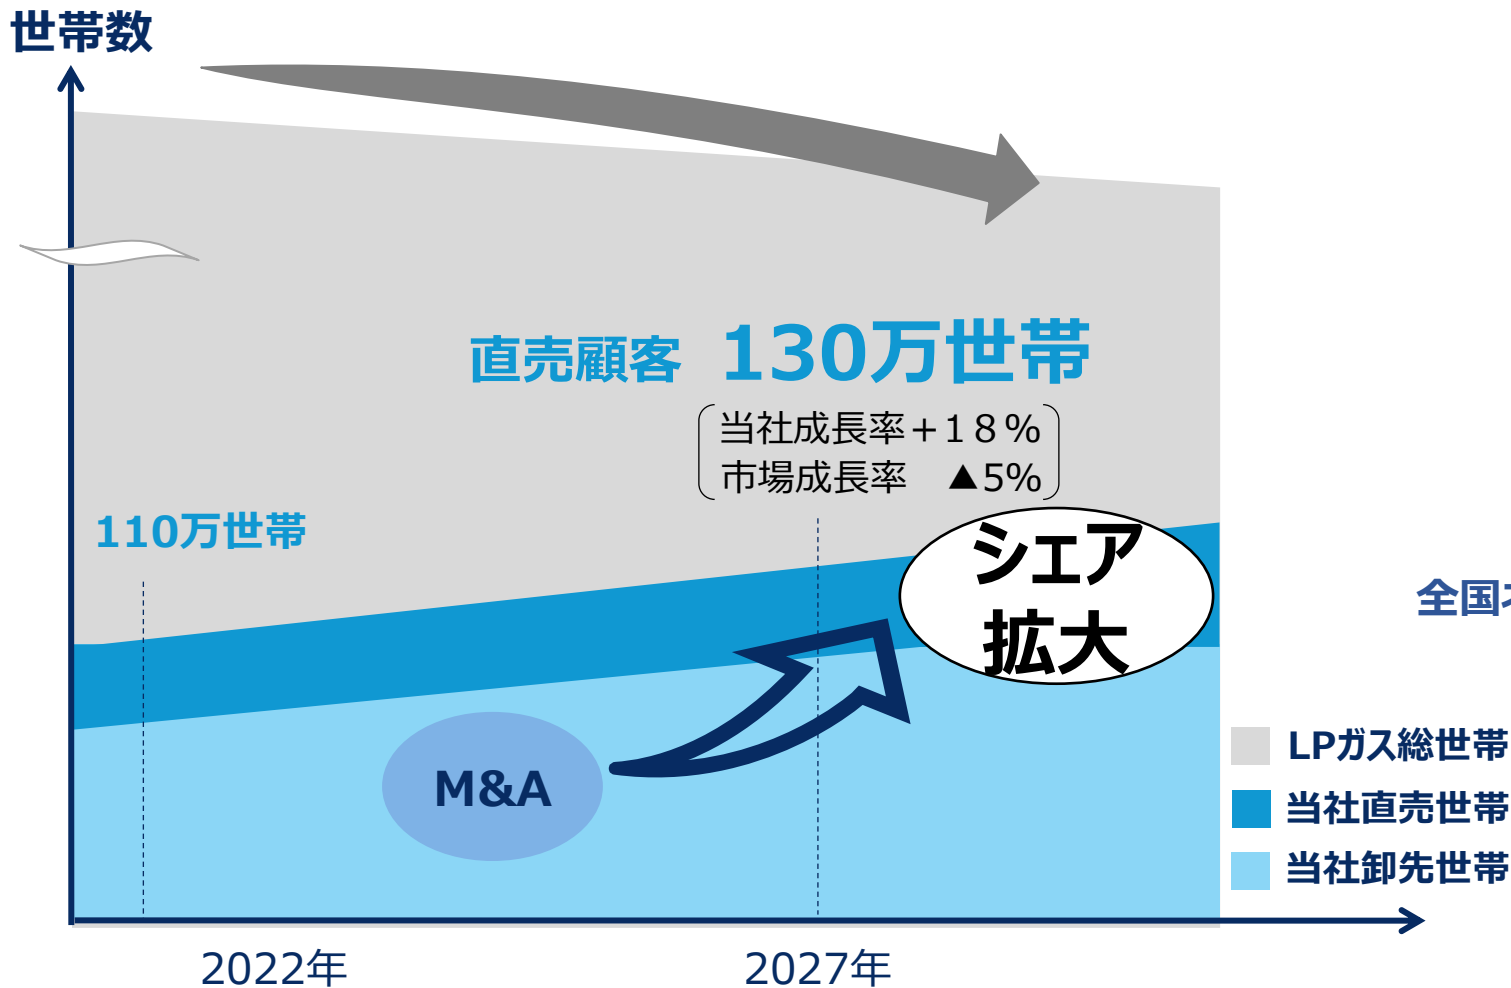 世帯数
直売顧客 130万世帯
当社成長率+18%
市場成長率 ▲5%
110万世帯
シェア
拡大
全国
M&A
LPガス総世帯
当社直売世帯
当社卸先世帯
2022年
2027年